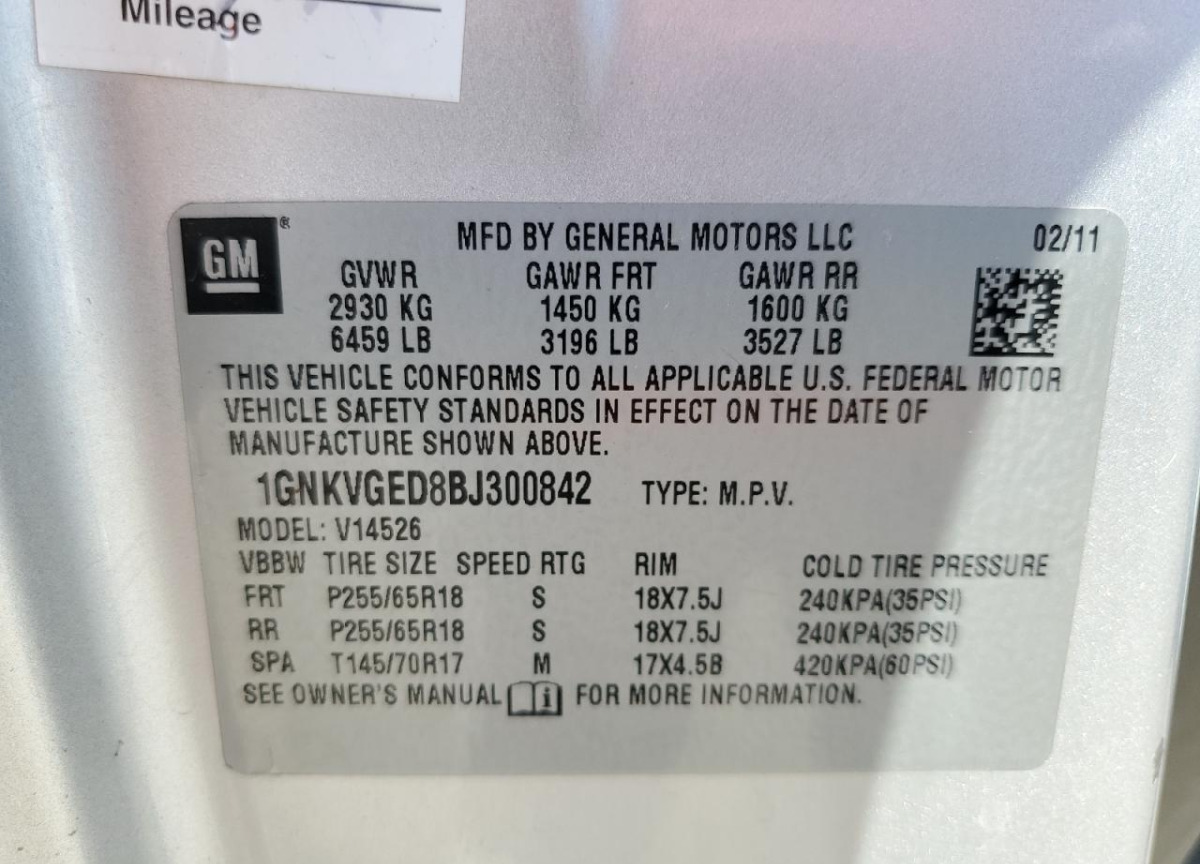 Mileage
GM ® MFD BY GENERAL MOTORS LLC 02/11
GVWR GAWR FRT GAWR RR
2930 KG 1450 KG 1600 KG
6459 LB 3196 LB 3527 LB
THIS VEHICLE CONFORMS TO ALL APPLICABLE U.S. FEDERAL MOTOR
VEHICLE SAFETY STANDARDS IN EFFECT ON THE DATE OF
MANUFACTURE SHOWN ABOVE.
1GNKVGED8BJ300842 TYPE: M.P.V.
MODEL: V14526
VBBW TIRE SIZE SPEED RTG RIM COLD TIRE PRESSURE
FRT P255/65R18 S 18X7.5J 240KPA(35PSI)
RR P255/65R18 S 18X7.5J 240KPA(35PSI)
SPA T145/70R17 M 17X4.5B 420KPA(60PSI)
SEE OWNER'S MANUAL i FOR MORE INFORMATION.